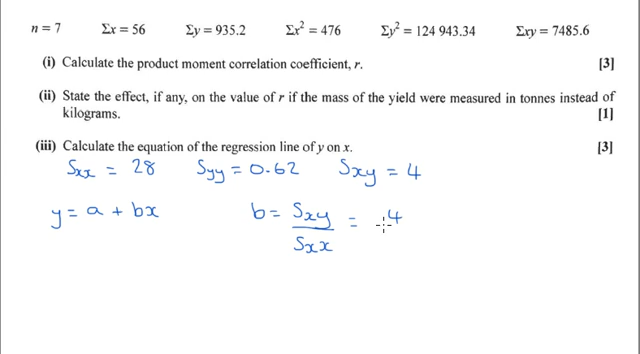 n = 7 Σx = 56 Σy = 935.2 Σx² = 476 Σy² = 124 943.34 Σxy = 7485.6
(i) Calculate the product moment correlation coefficient, r. [3]
(ii) State the effect, if any, on the value of r if the mass of the yield were measured in tonnes instead of
kilograms. [1]
(iii) Calculate the equation of the regression line of y on x. [3]
Sxx = 28 Syy = 0.62 Sxy = 4
y = a + bx b = Sxy/Sxx = 4